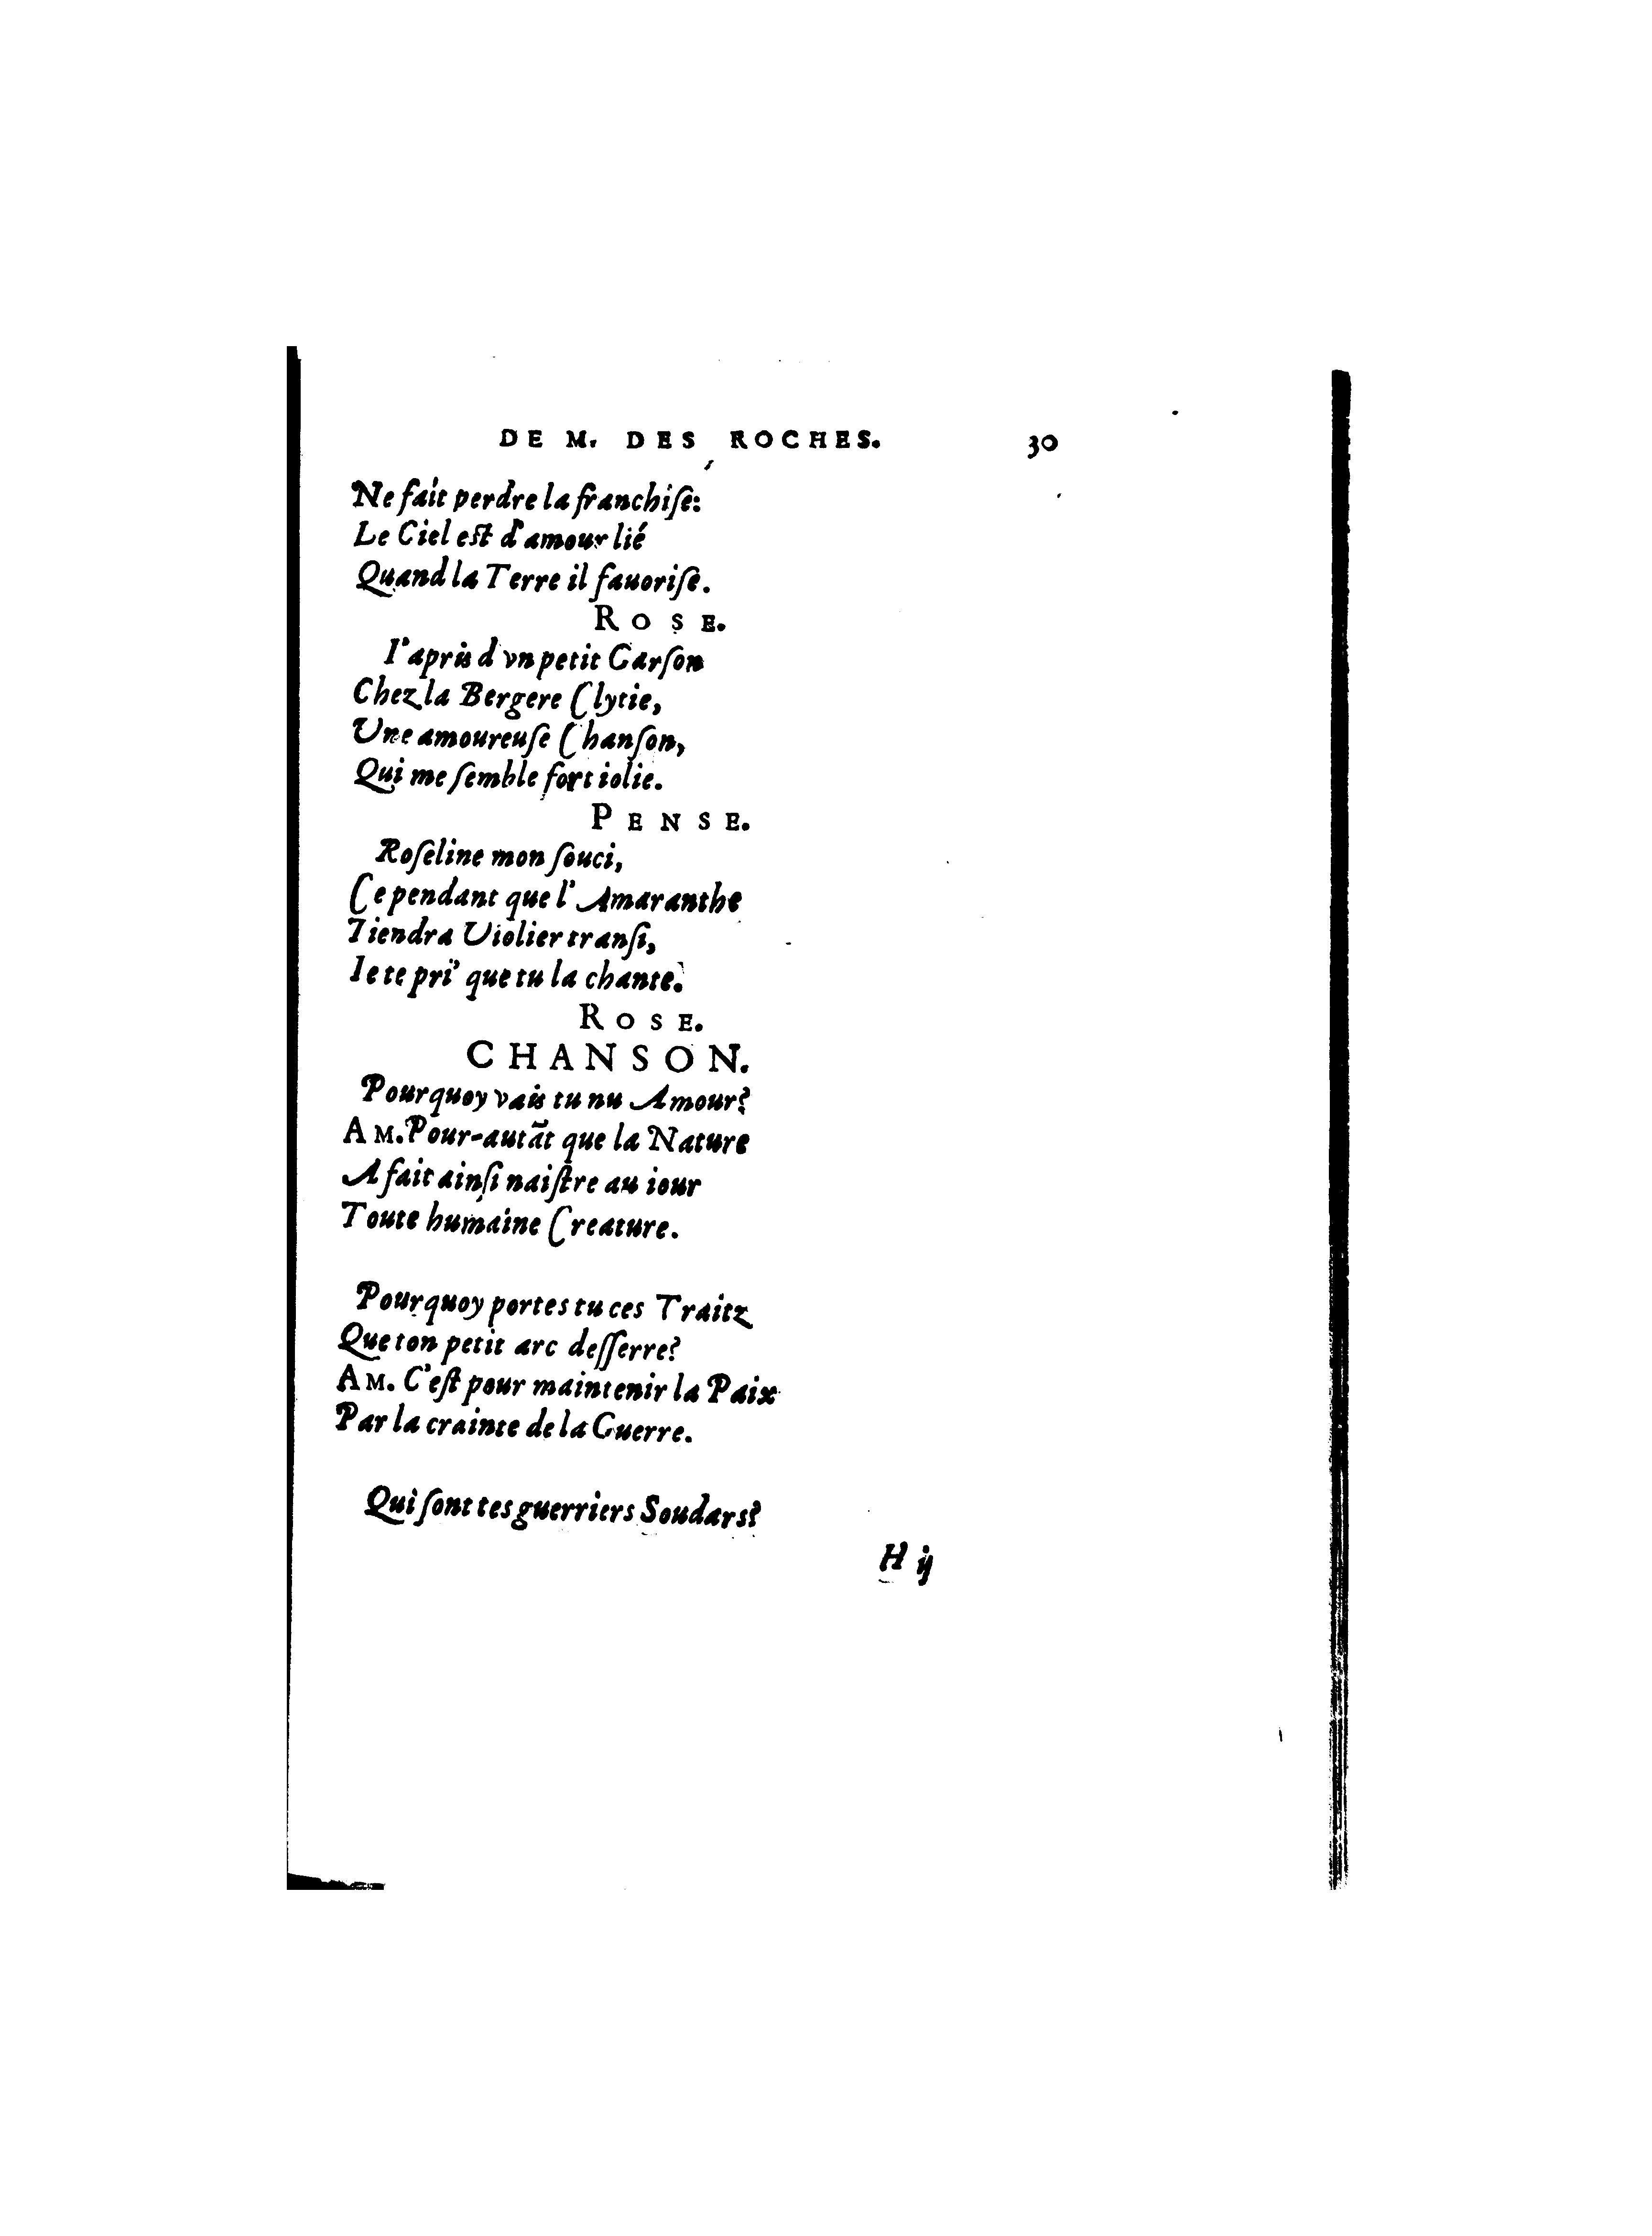 DE M. DES ROCHES. 30
Ne fait perdre la franchiſe:
Le Ciel eſt d'amour lié
Quand la Terre il fauoriſe.
ROSE.
I'apris d'vn petit Garſon
Chez la Bergere Clytie,
Une amoureuſe Chanſon,
Qui me ſemble fort iolie.
PENSE.
Roſeline mon ſouci,
Ce pendant que l'Amaranthe
Tiendra Uiolier tranſi,
Ie te pri' que tu la chante.
ROSE.
CHANSON.
Pourquoy vais tu nu Amour?
AM. Pour-autãt que la Nature
A fait ainſi naiſtre au iour
Toute humaine Creature.
Pourquoy portes tu ces Traitz
Que ton petit arc deſſerre?
AM. C'eſt pour maintenir la Paix
Par la crainte de la Guerre.
Qui ſont tes guerriers Soudars?
H ij